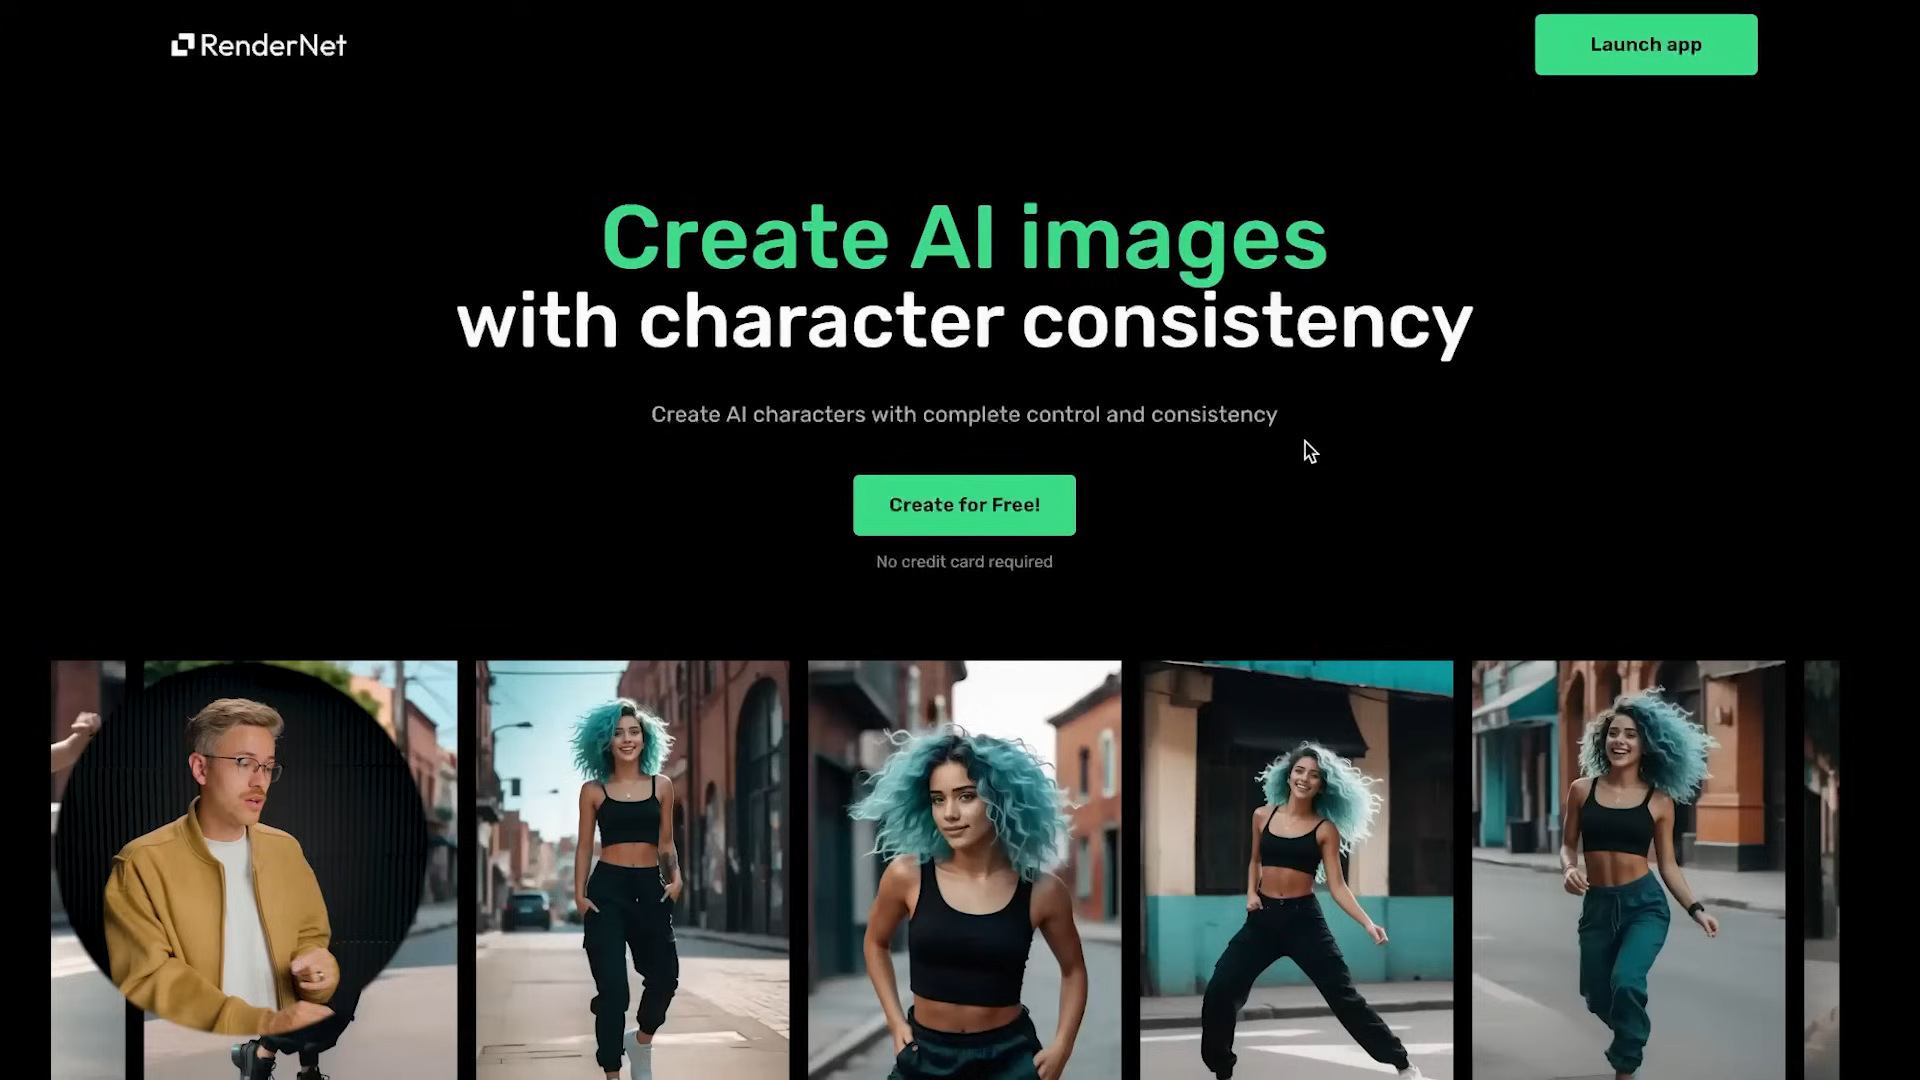 RenderNet
Launch app
Create AI images
with character consistency
Create AI characters with complete control and consistency
Create for Free!
No credit card required